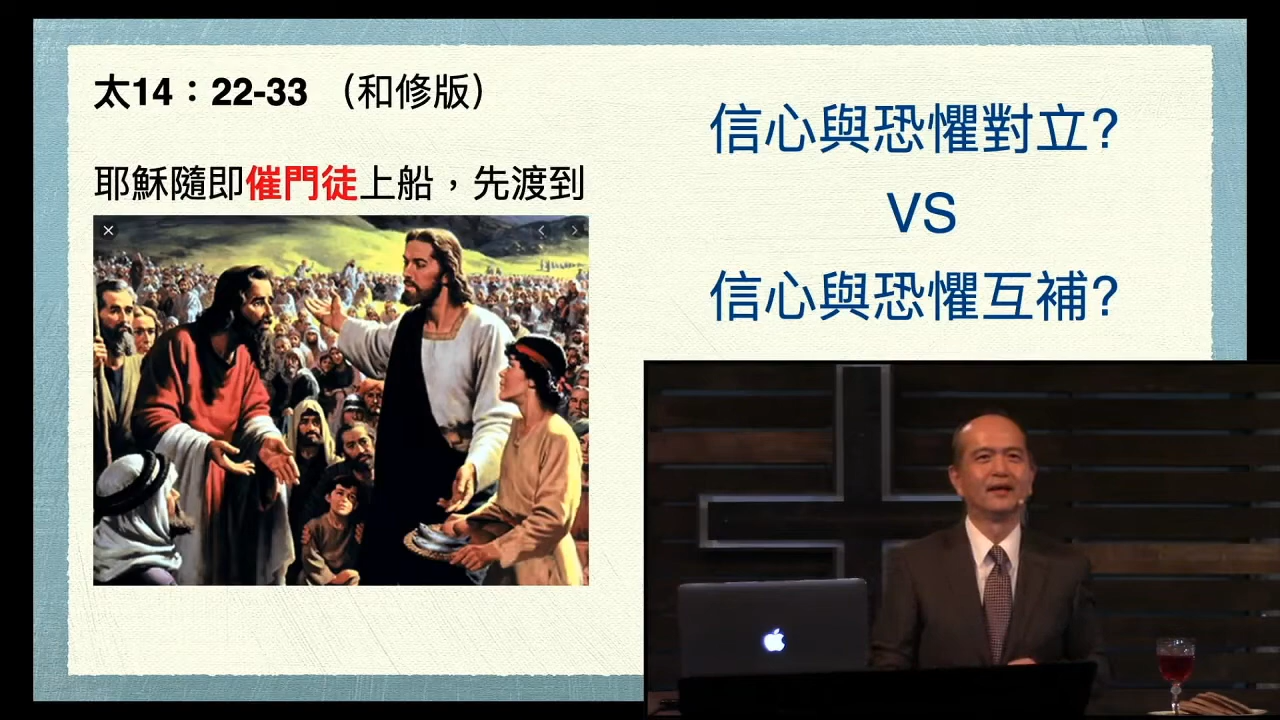 太14：22-33 （和修版）
耶穌隨即催門徒上船，先渡到
信心與恐懼對立?
VS
信心與恐懼互補?